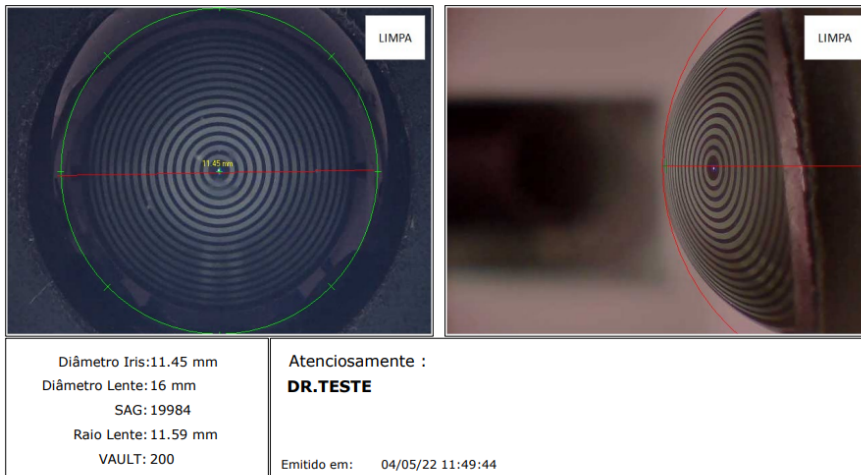 LIMPA
LIMPA
11.45 mm
Diâmetro Iris:11.45 mm
Diâmetro Lente:16 mm
SAG:19984
Raio Lente:11.59 mm
VAULT:200
Atenciosamente :
DR.TESTE
Emitido em: 04/05/22 11:49:44